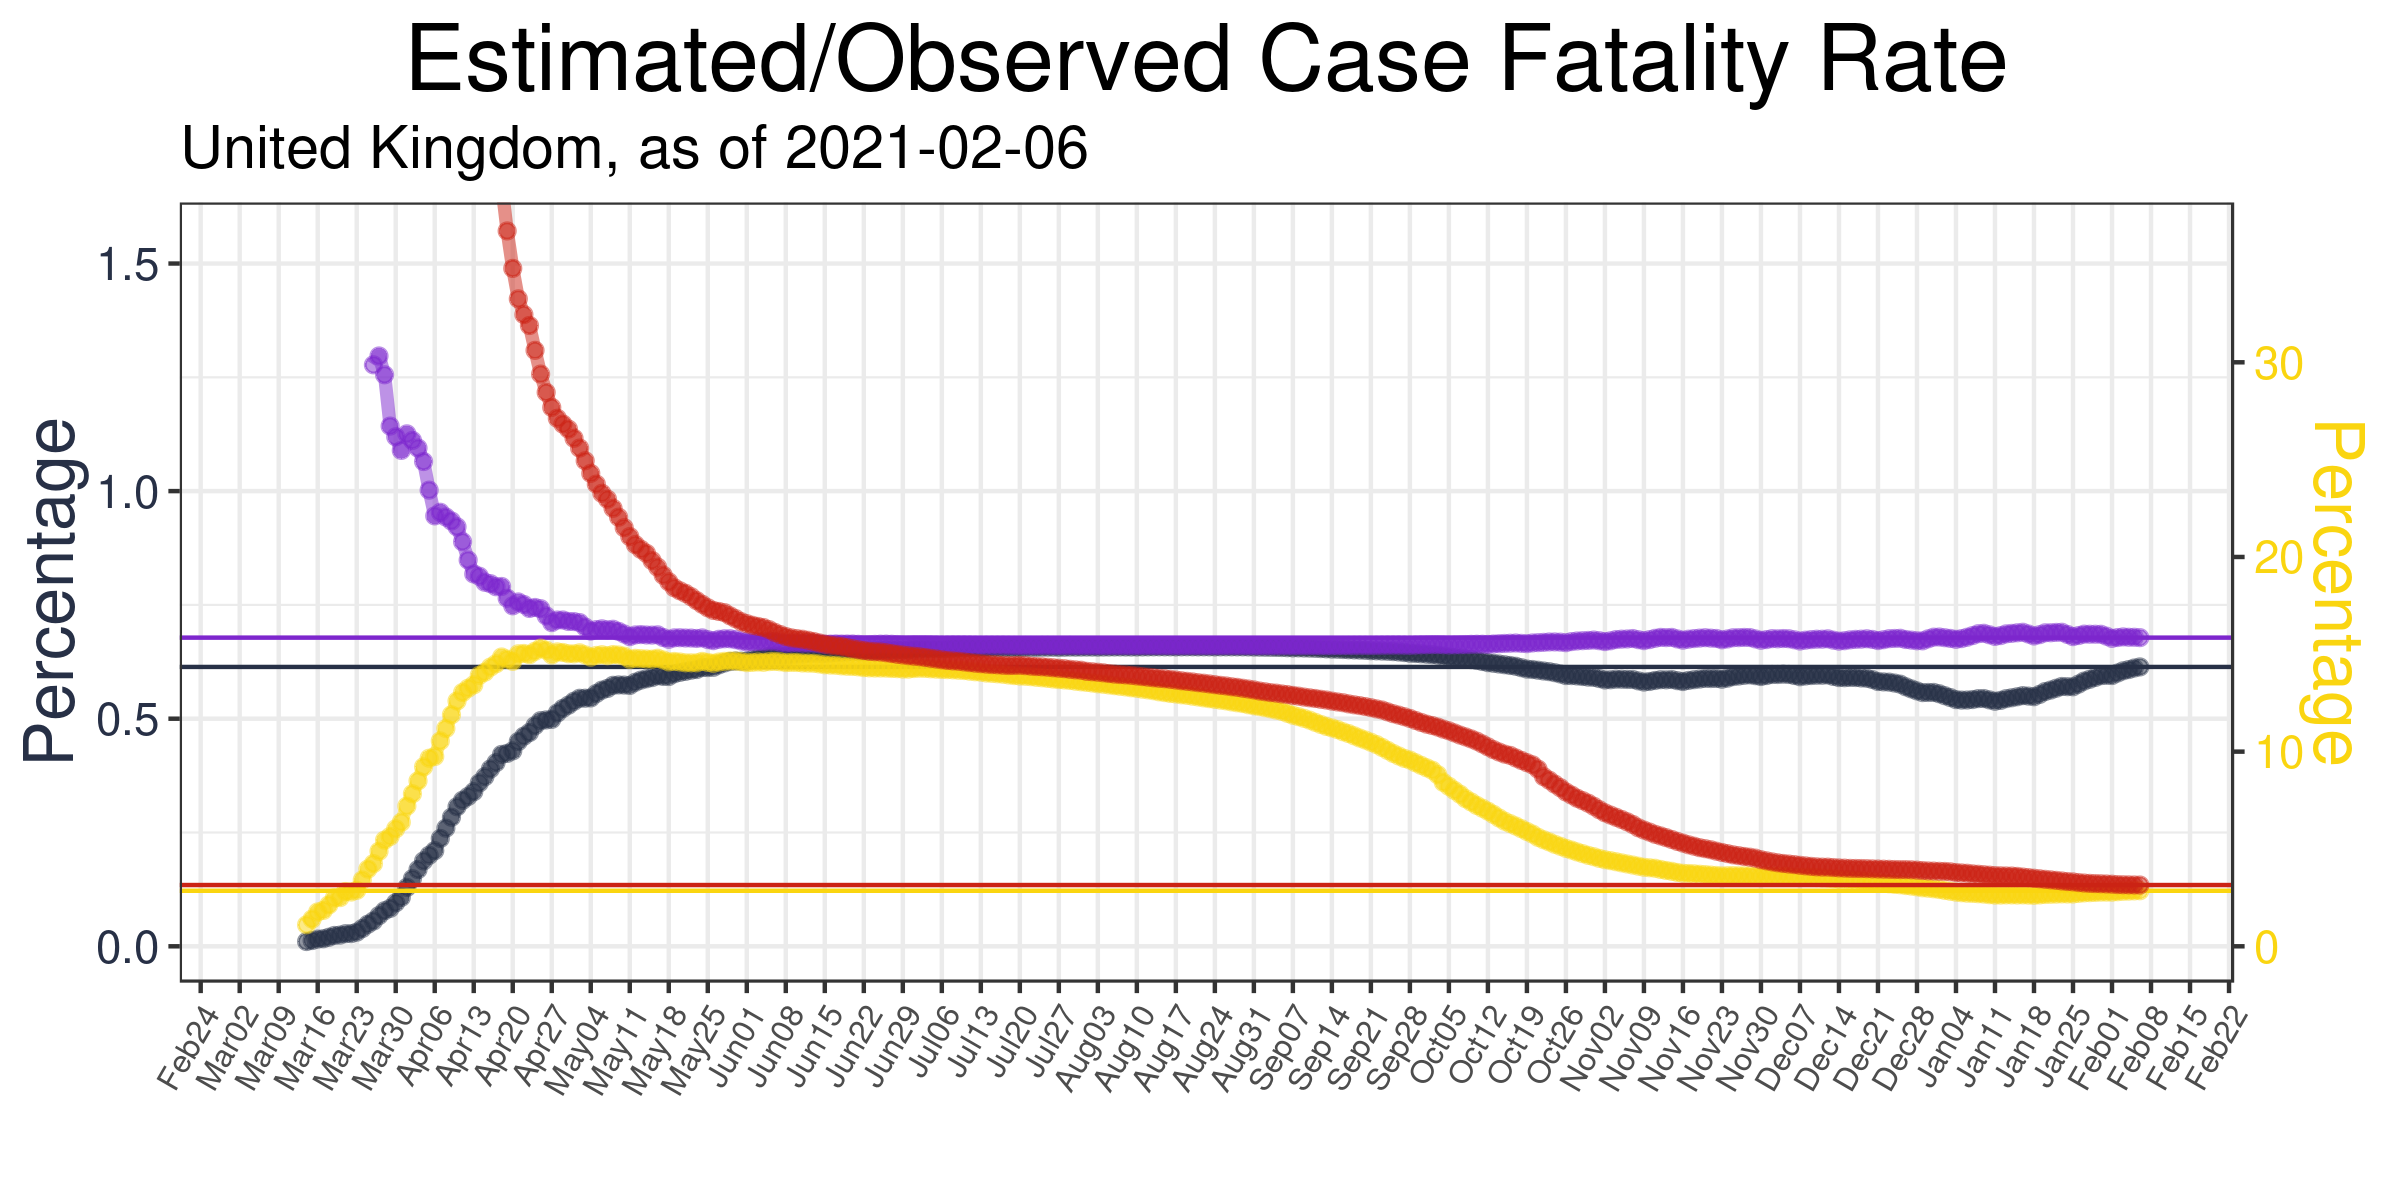 Estimated/Observed Case Fatality Rate
United Kingdom, as of 2021-02-06
Percentage
1.5
1.0
0.5
0.0
30
20
10
0
Percentage
Feb24
Mar02
Mar09
Mar16
Mar23
Mar30
Apr06
Apr13
Apr20
Apr27
May04
May11
May18
May25
Jun01
Jun08
Jun15
Jun22
Jun29
Jul06
Jul13
Jul20
Jul27
Aug03
Aug10
Aug17
Aug24
Aug31
Sep07
Sep14
Sep21
Sep28
Oct05
Oct12
Oct19
Oct26
Nov02
Nov09
Nov16
Nov23
Nov30
Dec07
Dec14
Dec21
Dec28
Jan04
Jan11
Jan18
Jan25
Feb01
Feb08
Feb15
Feb22